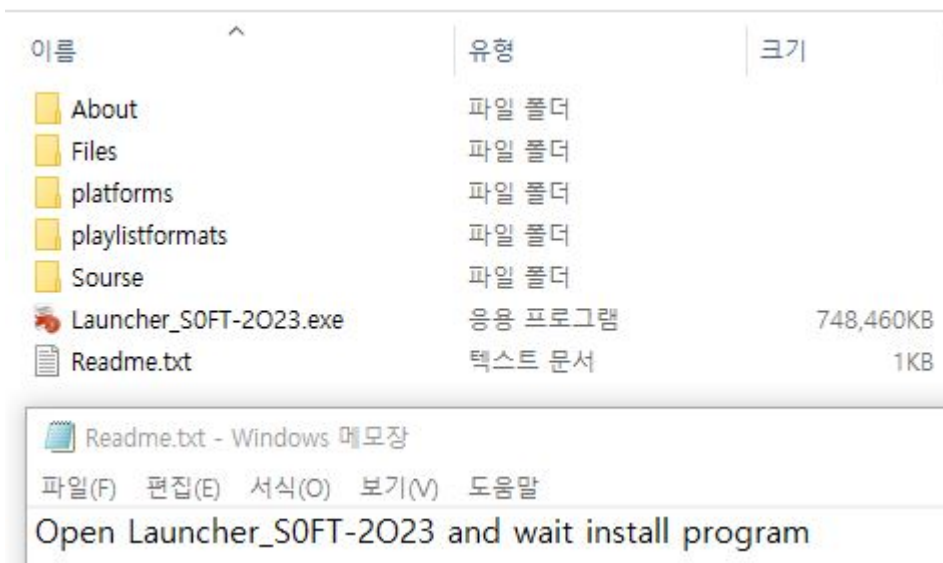 이름 유형 크기
About 파일 폴더
Files 파일 폴더
platforms 파일 폴더
playlistformats 파일 폴더
Sourse 파일 폴더
Launcher_S0FT-2O23.exe 응용 프로그램 748,460KB
Readme.txt 텍스트 문서 1KB
Readme.txt - Windows 메모장
파일(F) 편집(E) 서식(O) 보기(V) 도움말
Open Launcher_S0FT-2O23 and wait install program